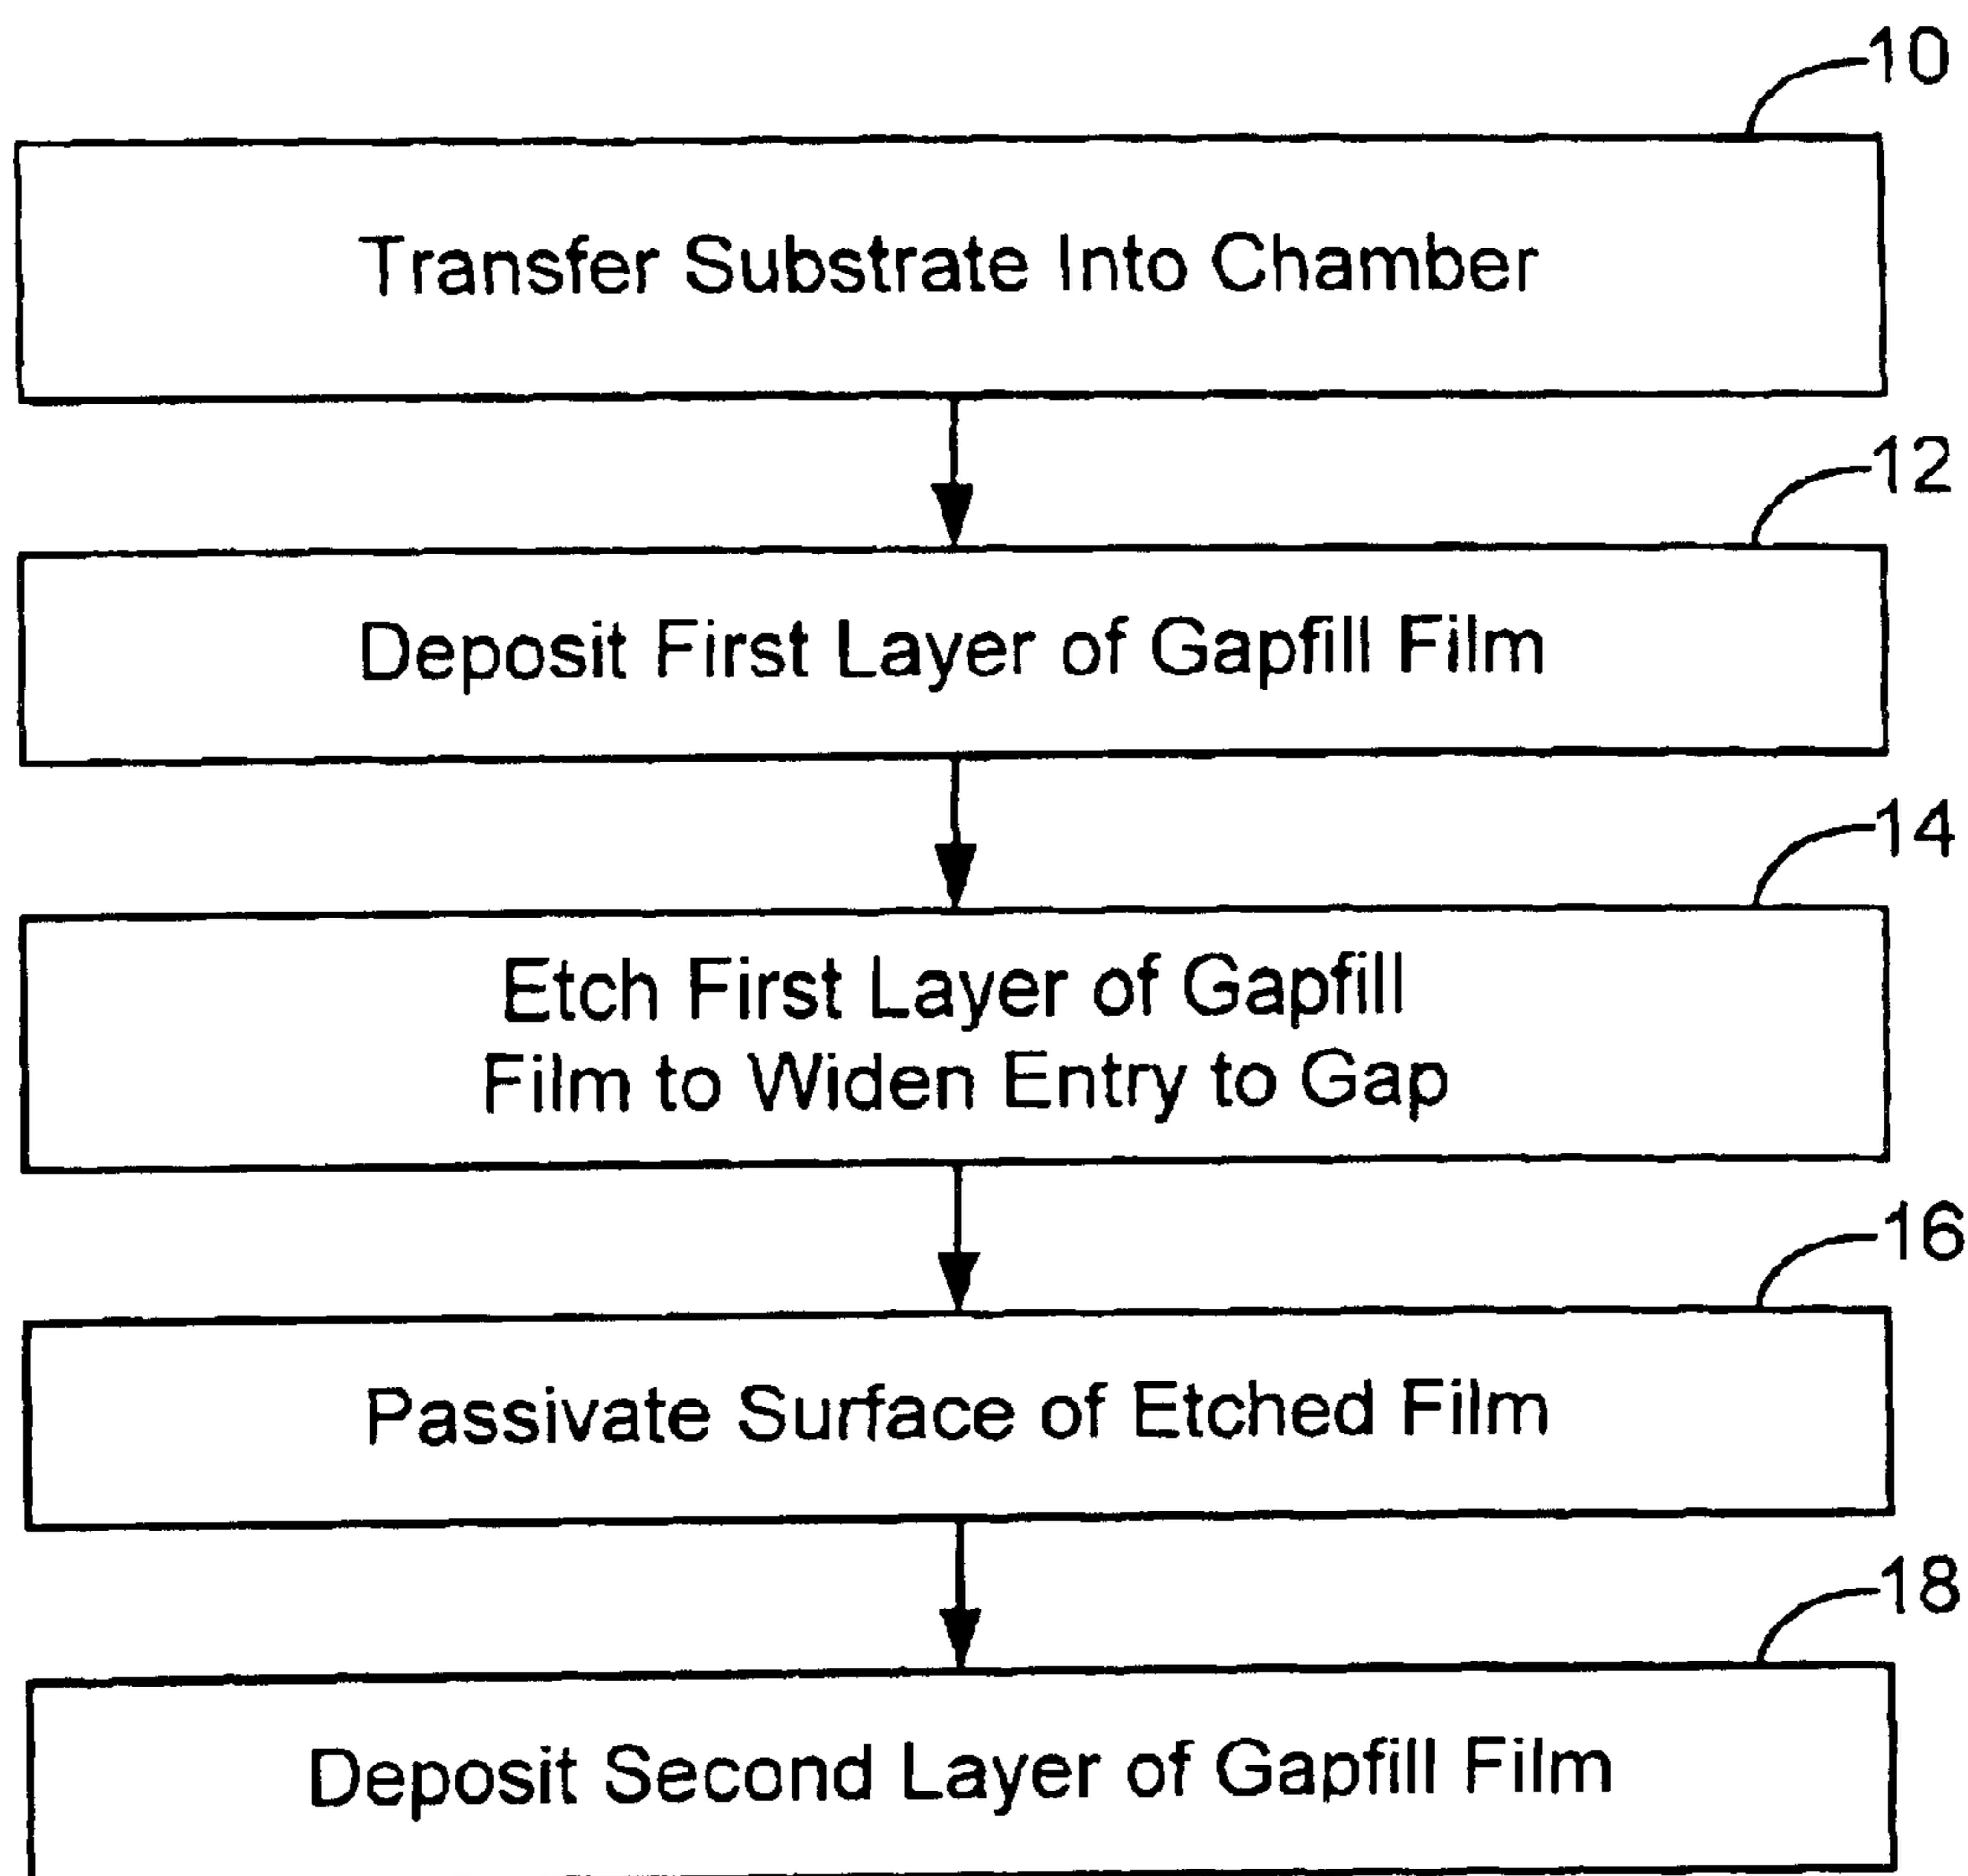 10
Transfer Substrate Into Chamber
12
Deposit First Layer of Gapfill Film
14
Etch First Layer of Gapfill
Film to Widen Entry to Gap
16
Passivate Surface of Etched Film
18
Deposit Second Layer of Gapfill Film